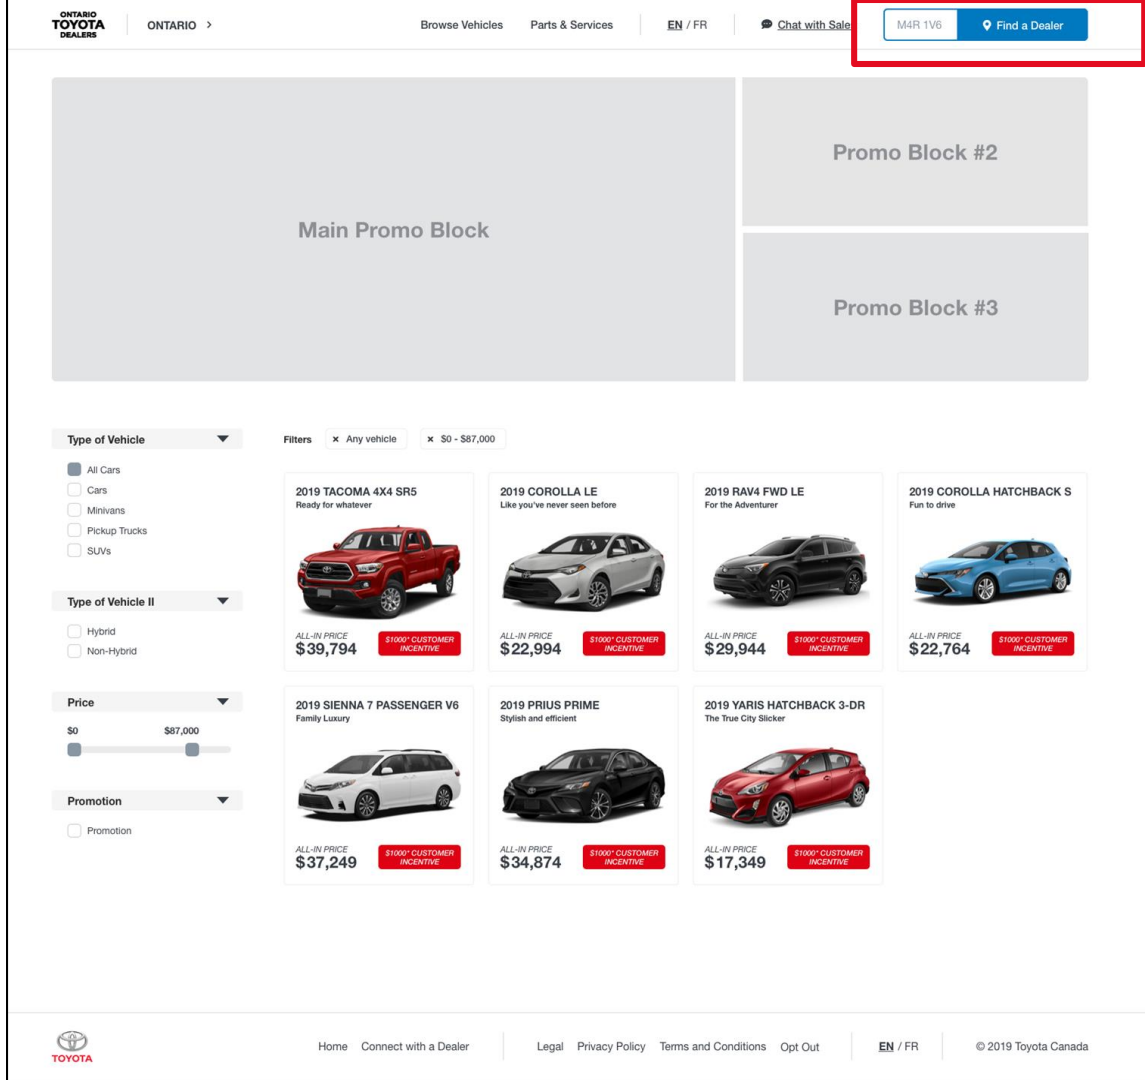 ONTARIO
TOYOTA
DEALERS
ONTARIO >
Browse Vehicles
Parts & Services
EN / FR
Chat with Sale
M4R 1V6
Find a Dealer
Main Promo Block
Promo Block #2
Promo Block #3
Type of Vehicle
All Cars
Cars
Minivans
Pickup Trucks
SUVs
Type of Vehicle II
Hybrid
Non-Hybrid
Price
$0
$87,000
Promotion
Promotion
Filters
× Any vehicle
× $0 - $87,000
2019 TACOMA 4X4 SR5
Ready for whatever
ALL-IN PRICE
$39,794
$1000* CUSTOMER
INCENTIVE
2019 COROLLA LE
Like you've never seen before
ALL-IN PRICE
$22,994
$1000* CUSTOMER
INCENTIVE
2019 RAV4 FWD LE
For the Adventurer
ALL-IN PRICE
$29,944
$1000* CUSTOMER
INCENTIVE
2019 COROLLA HATCHBACK S
Fun to drive
ALL-IN PRICE
$22,764
$1000* CUSTOMER
INCENTIVE
2019 SIENNA 7 PASSENGER V6
Family Luxury
ALL-IN PRICE
$37,249
$1000* CUSTOMER
INCENTIVE
2019 PRIUS PRIME
Stylish and efficient
ALL-IN PRICE
$34,874
$1000* CUSTOMER
INCENTIVE
2019 YARIS HATCHBACK 3-DR
The True City Slicker
ALL-IN PRICE
$17,349
$1000* CUSTOMER
INCENTIVE
TOYOTA
Home
Connect with a Dealer
Legal
Privacy Policy
Terms and Conditions
Opt Out
EN / FR
© 2019 Toyota Canada